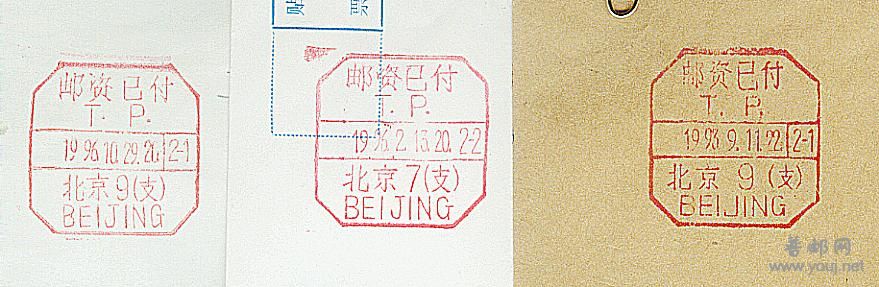 邮资已付
T. P.
1996.10.29.20. 2-1
北京9(支)
BEIJING
邮资已付
T. P.
1996.2.13.20. 2-2
北京7(支)
BEIJING
邮资已付
T. P.
1996.9.11.22. 2-1
北京 9(支)
BEIJING
普邮网
www.youj.net